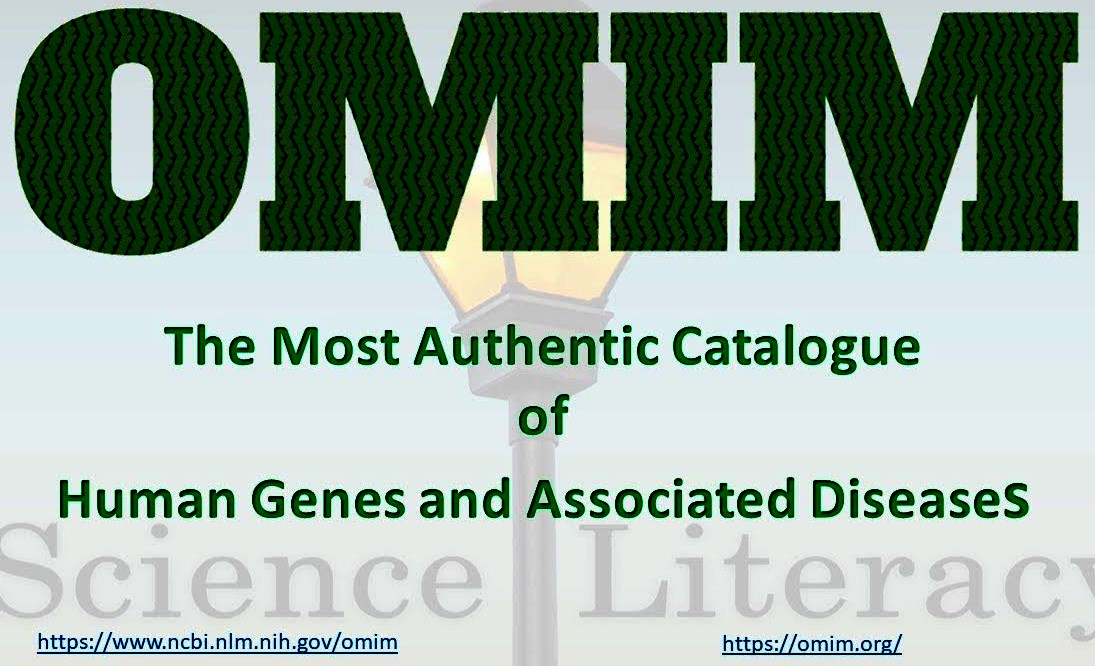 OMIM
The Most Authentic Catalogue
of
Human Genes and Associated Diseases
Science Literacy
https://www.ncbi.nlm.nih.gov/omim
https://omim.org/